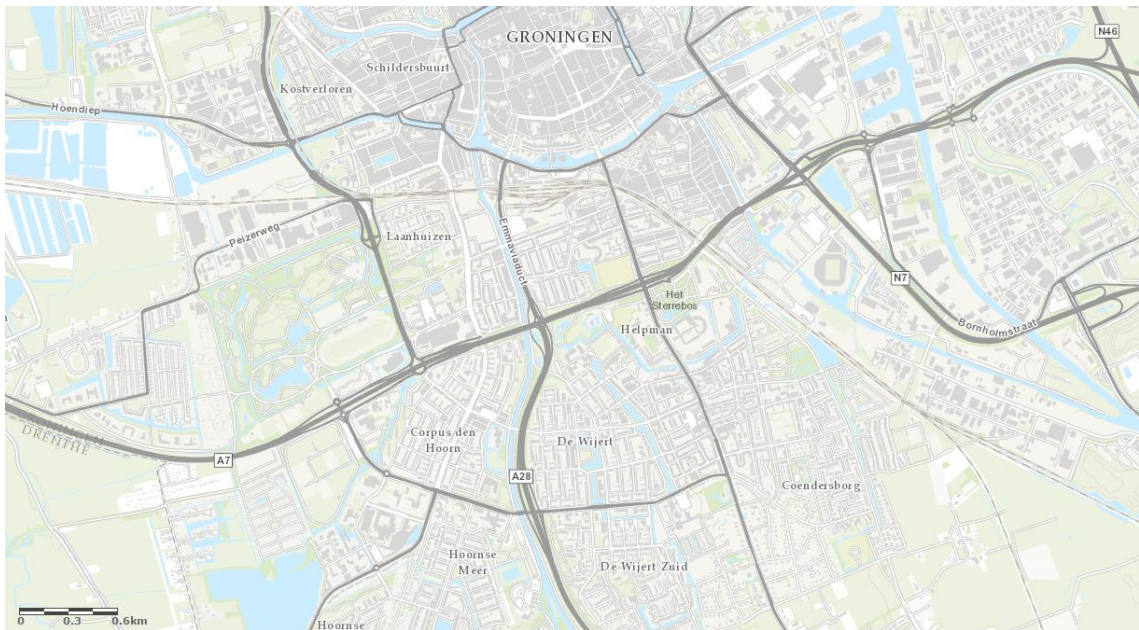 GRONINGEN
N46
Schildersbuurt
Kostverloren
Hoendiep
Peizerweg
Laanhuizen
Emmaviaduct
N7
Het
Sterrebos
Helpman
Bornholmstraat
GRONINGEN
DRENTHE
A7
Corpus den
Hoorn
De Wijert
A28
Coendersborg
Hoornse
Meer
De Wijert Zuid
0 0.3 0.6km
Hoornse